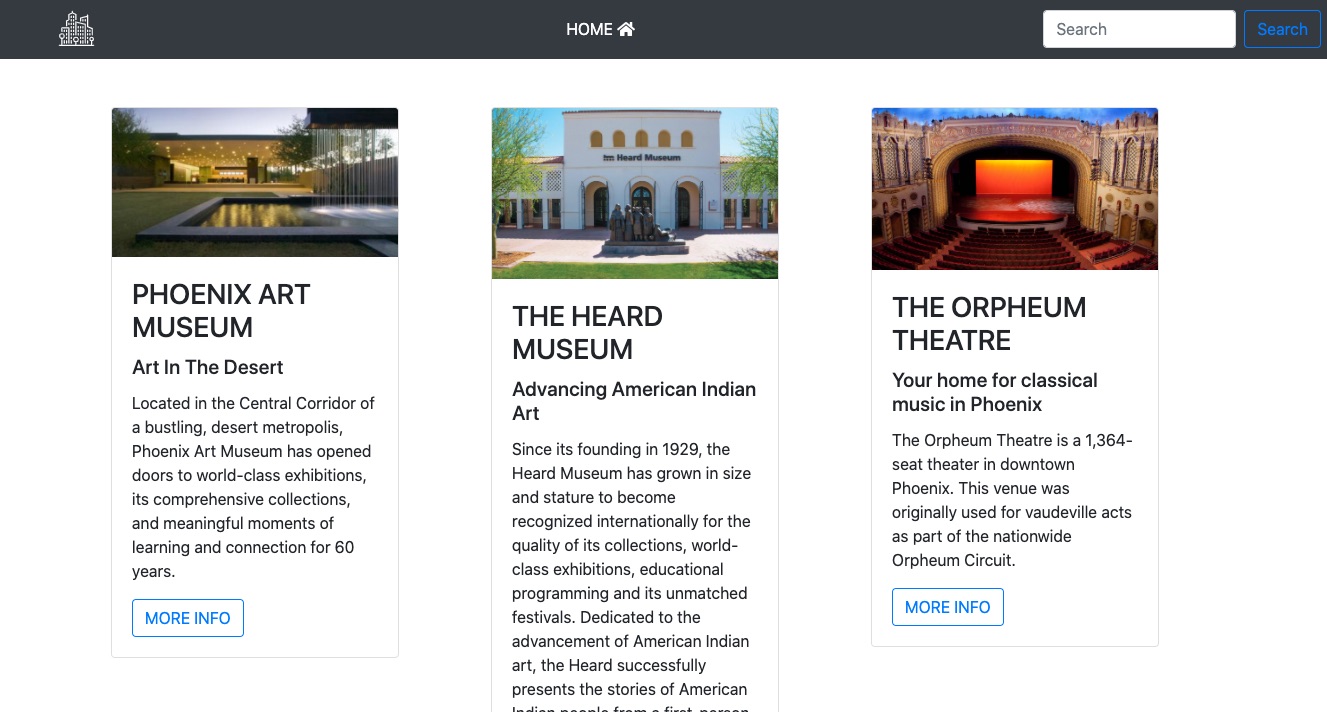 HOME
Search
Search
Heard Museum
PHOENIX ART
MUSEUM
Art In The Desert
Located in the Central Corridor of
a bustling, desert metropolis,
Phoenix Art Museum has opened
doors to world-class exhibitions,
its comprehensive collections,
and meaningful moments of
learning and connection for 60
years.
MORE INFO
THE HEARD
MUSEUM
Advancing American Indian
Art
Since its founding in 1929, the
Heard Museum has grown in size
and stature to become
recognized internationally for the
quality of its collections, world-
class exhibitions, educational
programming and its unmatched
festivals. Dedicated to the
advancement of American Indian
art, the Heard successfully
presents the stories of American
Indian people from a first-person
THE ORPHEUM
THEATRE
Your home for classical
music in Phoenix
The Orpheum Theatre is a 1,364-
seat theater in downtown
Phoenix. This venue was
originally used for vaudeville acts
as part of the nationwide
Orpheum Circuit.
MORE INFO